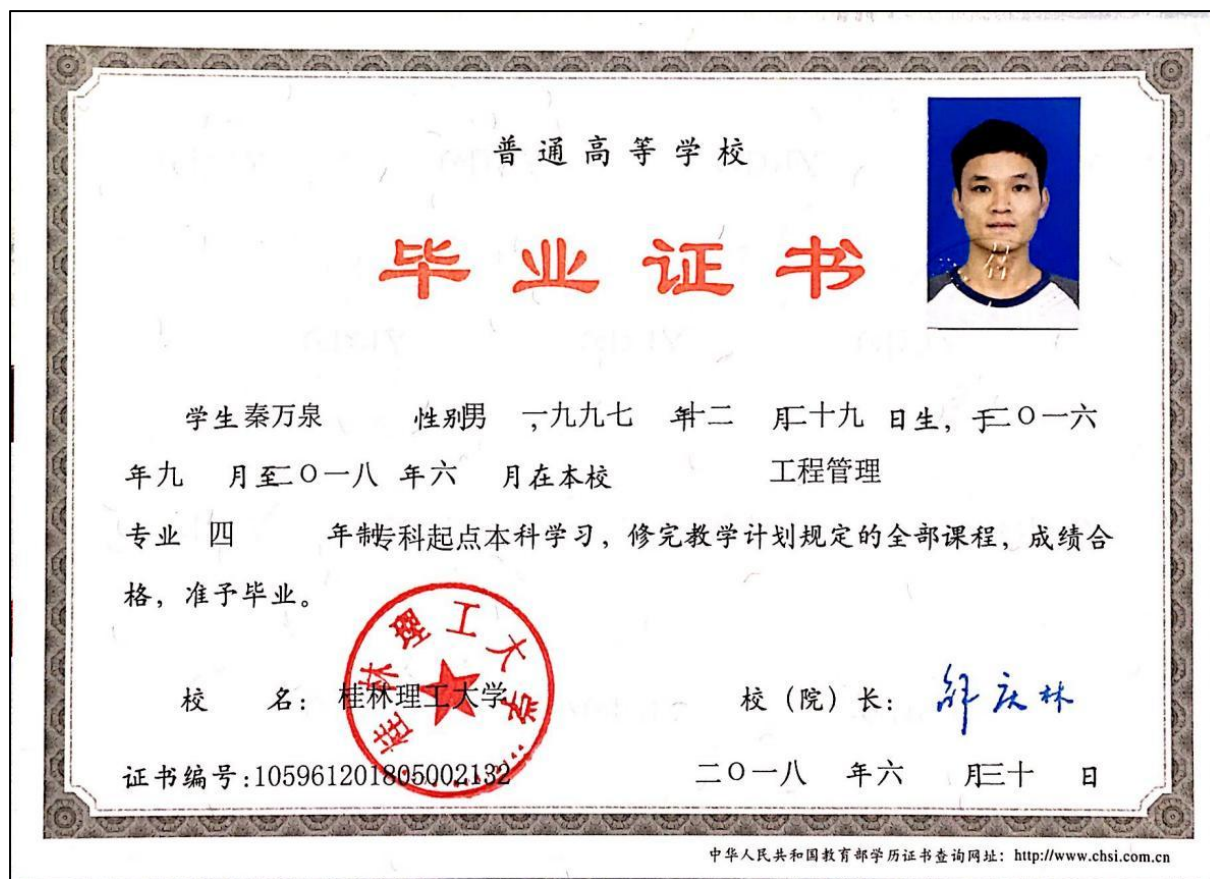 普通高等学校
毕业证书
学生秦万泉 性别男 ,一九九七 年十二 月二十九 日生，于二〇一六
年九 月至二〇一八 年六 月在本校 工程管理
专业 四 年制专科起点本科学习，修完教学计划规定的全部课程，成绩合
格，准予毕业。
桂林理工大学
校 名：桂林理工大学 校（院）长：
证书编号:105961201805002132 二〇一八 年六 月三十 日
中华人民共和国教育部学历证书查询网址：http://www.chsi.com.cn